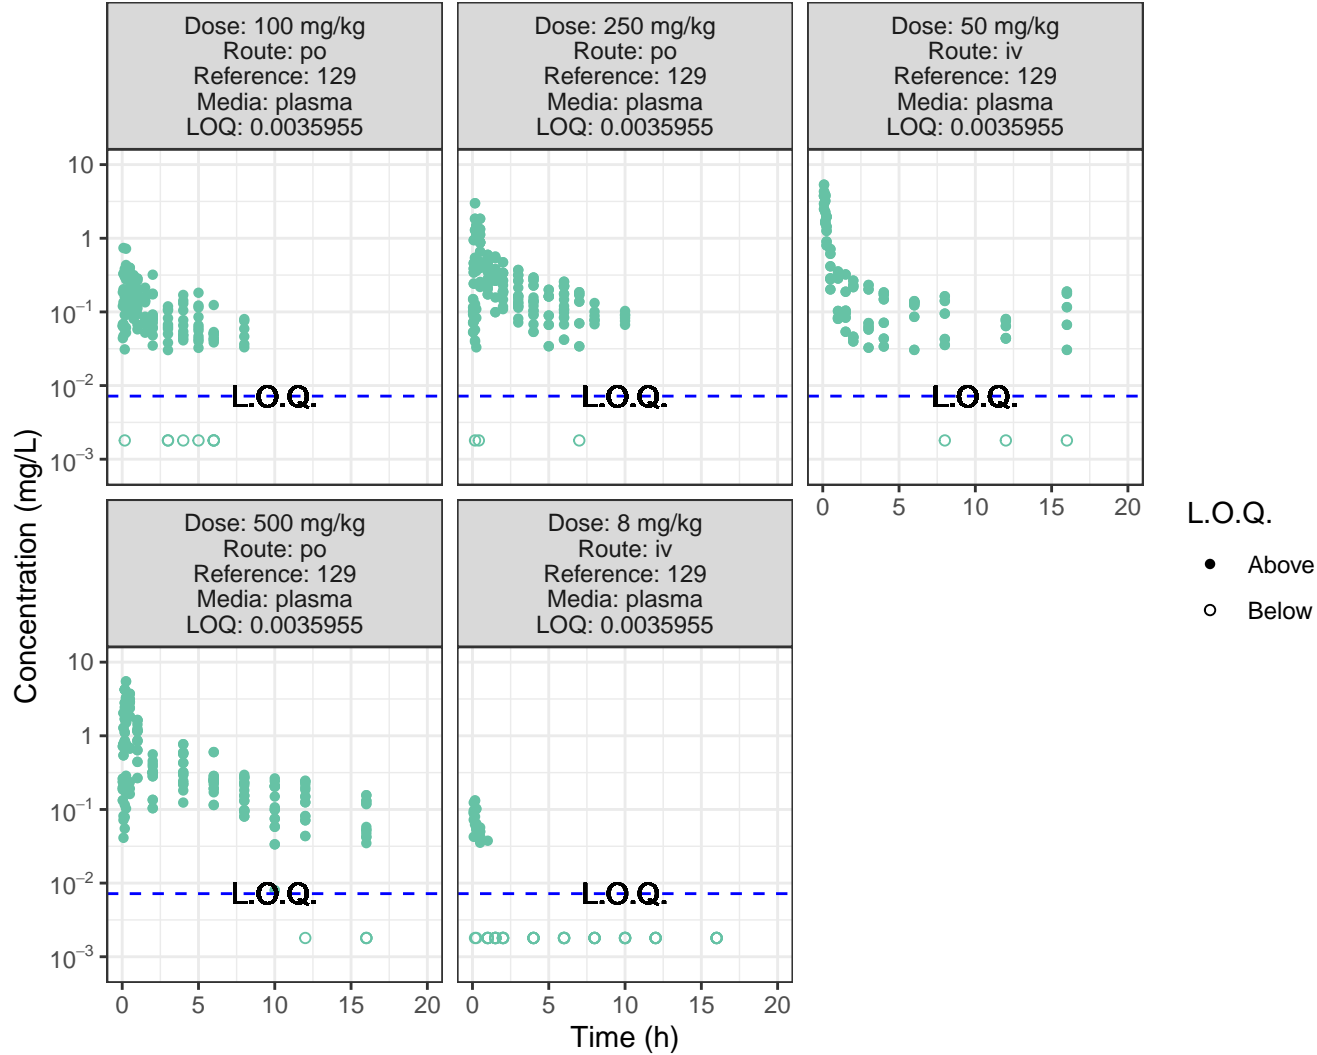 Dose: 100 mg/kg
Route: po
Reference: 129
Media: plasma
LOQ: 0.0035955
Dose: 250 mg/kg
Route: po
Reference: 129
Media: plasma
LOQ: 0.0035955
Dose: 50 mg/kg
Route: iv
Reference: 129
Media: plasma
LOQ: 0.0035955
10
1
10⁻¹
10⁻²
10⁻³
L.O.Q.
L.O.Q.
L.O.Q.
0 5 10 15 20
Dose: 500 mg/kg
Route: po
Reference: 129
Media: plasma
LOQ: 0.0035955
Dose: 8 mg/kg
Route: iv
Reference: 129
Media: plasma
LOQ: 0.0035955
10
1
10⁻¹
10⁻²
10⁻³
L.O.Q.
L.O.Q.
0 5 10 15 20
0 5 10 15 20
Time (h)
Concentration (mg/L)
L.O.Q.
Above
Below